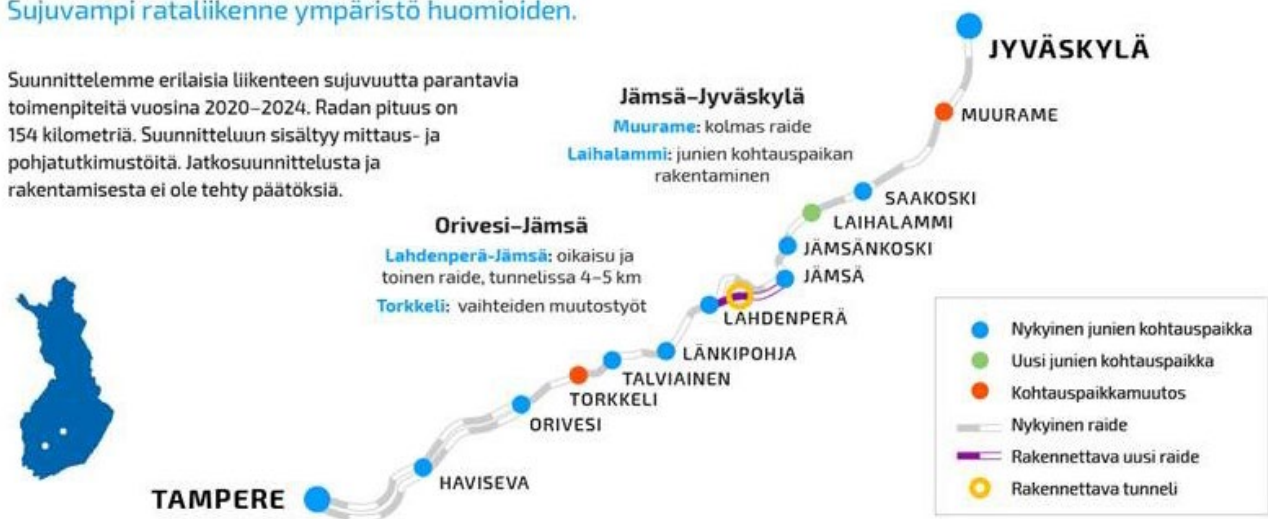 Sujuvampi rataliikenne ympäristö huomioiden.
Suunnittelemme erilaisia liikenteen sujuvuutta parantavia
toimenpiteitä vuosina 2020–2024. Radan pituus on
154 kilometriä. Suunnitteluun sisältyy mittaus- ja
pohjatutkimustöitä. Jatkosuunnittelusta ja
rakentamisesta ei ole tehty päätöksiä.
Jämsä–Jyväskylä
Muurame: kolmas raide
Laihalammi: junien kohtauspaikan
rakentaminen
Orivesi–Jämsä
Lahdenperä-Jämsä: oikaisu ja
toinen raide, tunnelissa 4–5 km
Torkkeli: vaihteiden muutostyöt
JYVÄSKYLÄ
MUURAME
SAAKOSKI
LAIHALAMMI
JÄMSÄNKOSKI
JÄMSÄ
LAHDENPERÄ
LÄNKIPOHJA
TALVIAINEN
TORKKELI
ORIVESI
HAVISEVA
TAMPERE
Nykyinen junien kohtauspaikka
Uusi junien kohtauspaikka
Kohtauspaikkamuutos
Nykyinen raide
Rakennettava uusi raide
Rakennettava tunneli